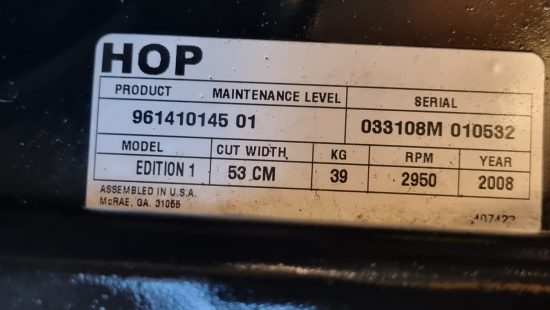 HOP
PRODUCT MAINTENANCE LEVEL SERIAL
961410145 01 033108M 010532
MODEL CUT WIDTH KG RPM YEAR
EDITION 1 53 CM 39 2950 2008
ASSEMBLED IN U.S.A.
McRAE, GA. 31055